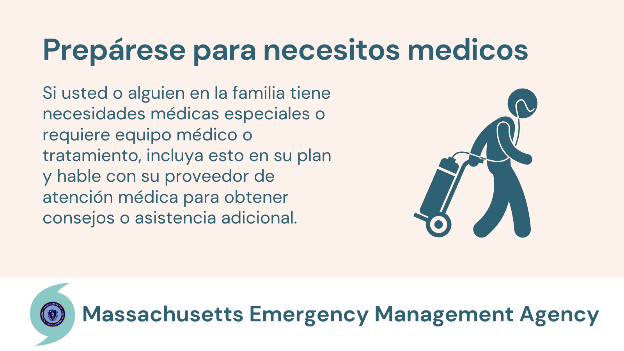 Prepárese para necesitos medicos
Si usted o alguien en la familia tiene
necesidades médicas especiales o
requiere equipo médico o
tratamiento, incluya esto en su plan
y hable con su proveedor de
atención médica para obtener
consejos o asistencia adicional.
Massachusetts Emergency Management Agency